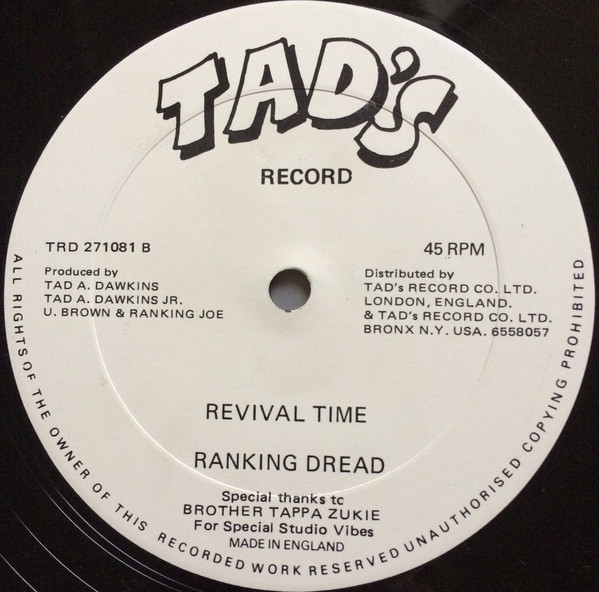 TAD'S
RECORD
TRD 271081 B
45 RPM
Produced by
TAD A. DAWKINS
TAD A. DAWKINS JR.
U. BROWN & RANKING JOE
Distributed by
TAD's RECORD CO. LTD.
LONDON, ENGLAND.
& TAD's RECORD CO. LTD.
BRONX N.Y. USA. 6558057
REVIVAL TIME
RANKING DREAD
Special thanks tc
BROTHER TAPPA ZUKIE
For Special Studio Vibes
MADE IN ENGLAND
ALL RIGHTS OF THE OWNER OF THIS RECORDED WORK RESERVED UNAUTHORISED COPYING PROHIBITED